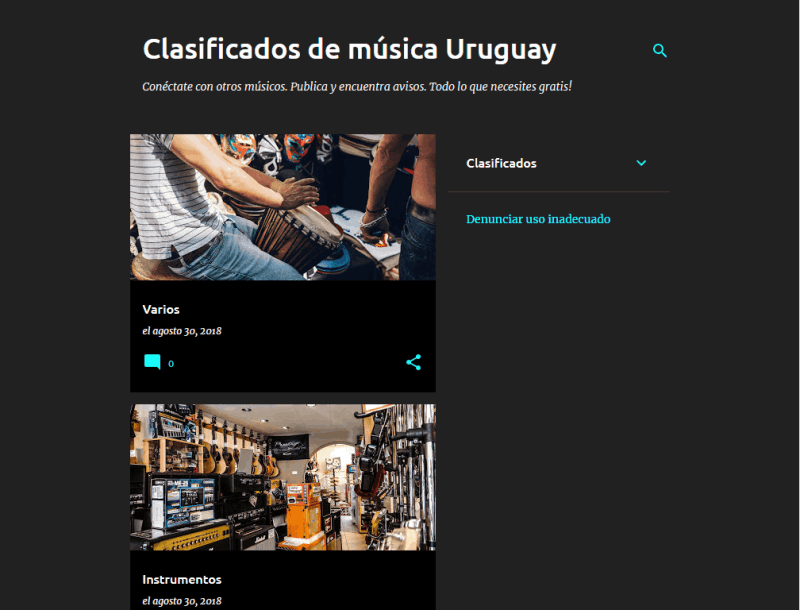 Clasificados de música Uruguay
Conéctate con otros músicos. Publica y encuentra avisos. Todo lo que necesites gratis!
Clasificados
Denunciar uso inadecuado
Varios
el agosto 30, 2018
0
Instrumentos
el agosto 30, 2018